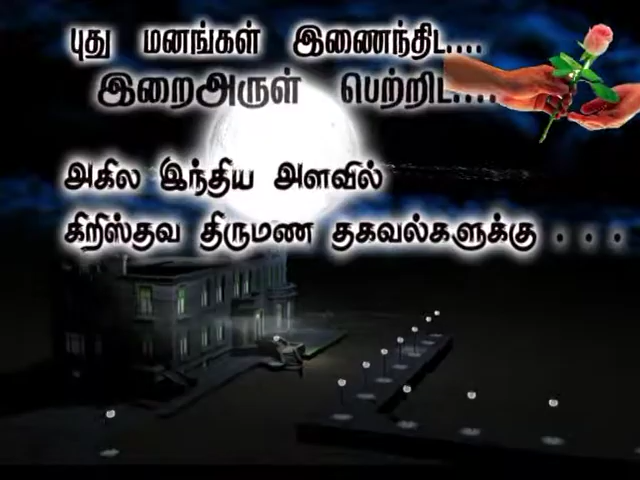 புது மனங்கள் இணைந்திட....
இறைஅருள் பெற்றிட....
அகில இந்திய அளவில்
கிறிஸ்தவ திருமண தகவல்களுக்கு . . .